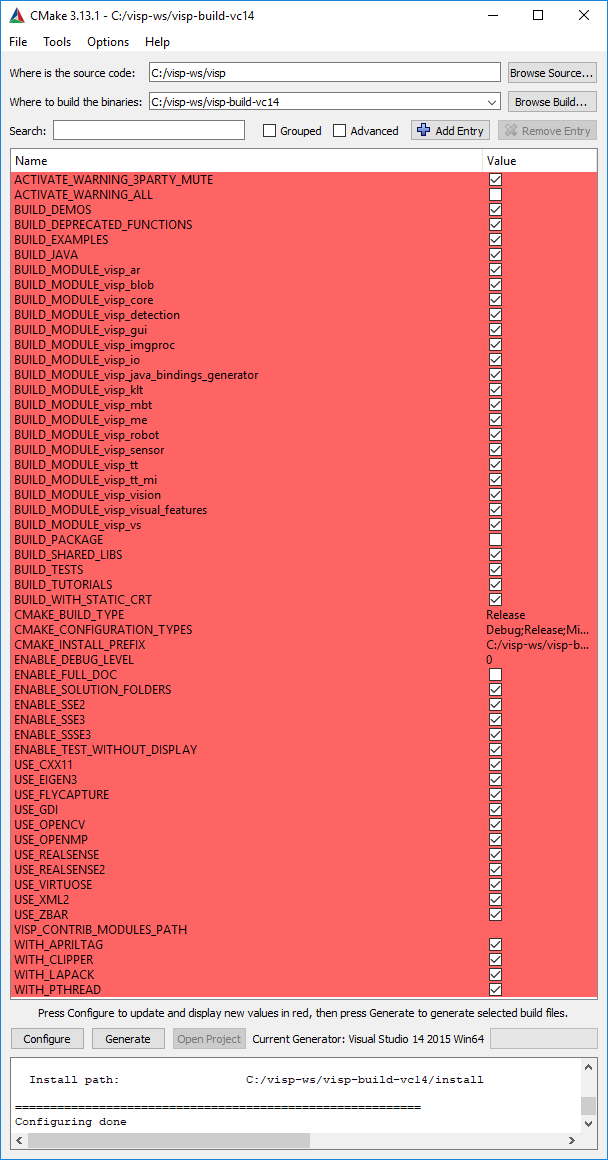 CMake 3.13.1 - C:/visp-ws/visp-build-vc14
File Tools Options Help
Where is the source code: C:/visp-ws/visp Browse Source...
Where to build the binaries: C:/visp-ws/visp-build-vc14 Browse Build...
Search: Grouped Advanced Add Entry Remove Entry
Name Value
ACTIVATE_WARNING_3PARTY_MUTE
ACTIVATE_WARNING_ALL
BUILD_DEMOS
BUILD_DEPRECATED_FUNCTIONS
BUILD_EXAMPLES
BUILD_JAVA
BUILD_MODULE_visp_ar
BUILD_MODULE_visp_blob
BUILD_MODULE_visp_core
BUILD_MODULE_visp_detection
BUILD_MODULE_visp_gui
BUILD_MODULE_visp_imgproc
BUILD_MODULE_visp_io
BUILD_MODULE_visp_java_bindings_generator
BUILD_MODULE_visp_klt
BUILD_MODULE_visp_mbt
BUILD_MODULE_visp_me
BUILD_MODULE_visp_robot
BUILD_MODULE_visp_sensor
BUILD_MODULE_visp_tt
BUILD_MODULE_visp_tt_mi
BUILD_MODULE_visp_vision
BUILD_MODULE_visp_visual_features
BUILD_MODULE_visp_vs
BUILD_PACKAGE
BUILD_SHARED_LIBS
BUILD_TESTS
BUILD_TUTORIALS
BUILD_WITH_STATIC_CRT
CMAKE_BUILD_TYPE Release
CMAKE_CONFIGURATION_TYPES Debug;Release;Mi...
CMAKE_INSTALL_PREFIX C:/visp-ws/visp-b...
ENABLE_DEBUG_LEVEL 0
ENABLE_FULL_DOC
ENABLE_SOLUTION_FOLDERS
ENABLE_SSE2
ENABLE_SSE3
ENABLE_SSSE3
ENABLE_TEST_WITHOUT_DISPLAY
USE_CXX11
USE_EIGEN3
USE_FLYCAPTURE
USE_GDI
USE_OPENCV
USE_OPENMP
USE_REALSENSE
USE_REALSENSE2
USE_VIRTUOSE
USE_XML2
USE_ZBAR
VISP_CONTRIB_MODULES_PATH
WITH_APRILTAG
WITH_CLIPPER
WITH_LAPACK
WITH_PTHREAD
Press Configure to update and display new values in red, then press Generate to generate selected build files.
Configure Generate Open Project Current Generator: Visual Studio 14 2015 Win64
Install path: C:/visp-ws/visp-build-vc14/install
==========================================================
Configuring done